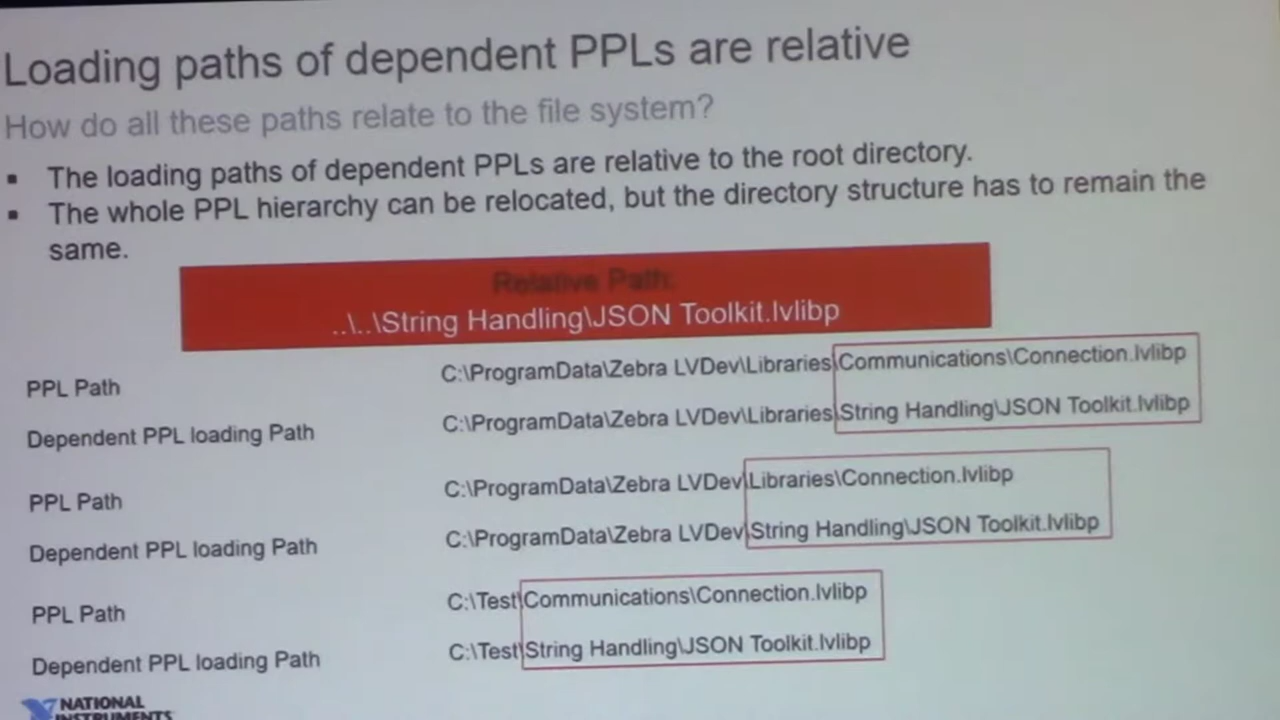 Loading paths of dependent PPLs are relative
How do all these paths relate to the file system?
▪ The loading paths of dependent PPLs are relative to the root directory.
▪ The whole PPL hierarchy can be relocated, but the directory structure has to remain the
same.
Relative Path:
..\..\String Handling\JSON Toolkit.lvlibp
PPL Path C:\ProgramData\Zebra LVDev\Libraries\Communications\Connection.lvlibp
Dependent PPL loading Path C:\ProgramData\Zebra LVDev\Libraries\String Handling\JSON Toolkit.lvlibp
PPL Path C:\ProgramData\Zebra LVDev\Libraries\Connection.lvlibp
Dependent PPL loading Path C:\ProgramData\Zebra LVDev\String Handling\JSON Toolkit.lvlibp
PPL Path C:\Test\Communications\Connection.lvlibp
Dependent PPL loading Path C:\Test\String Handling\JSON Toolkit.lvlibp
NATIONAL
INSTRUMENTS